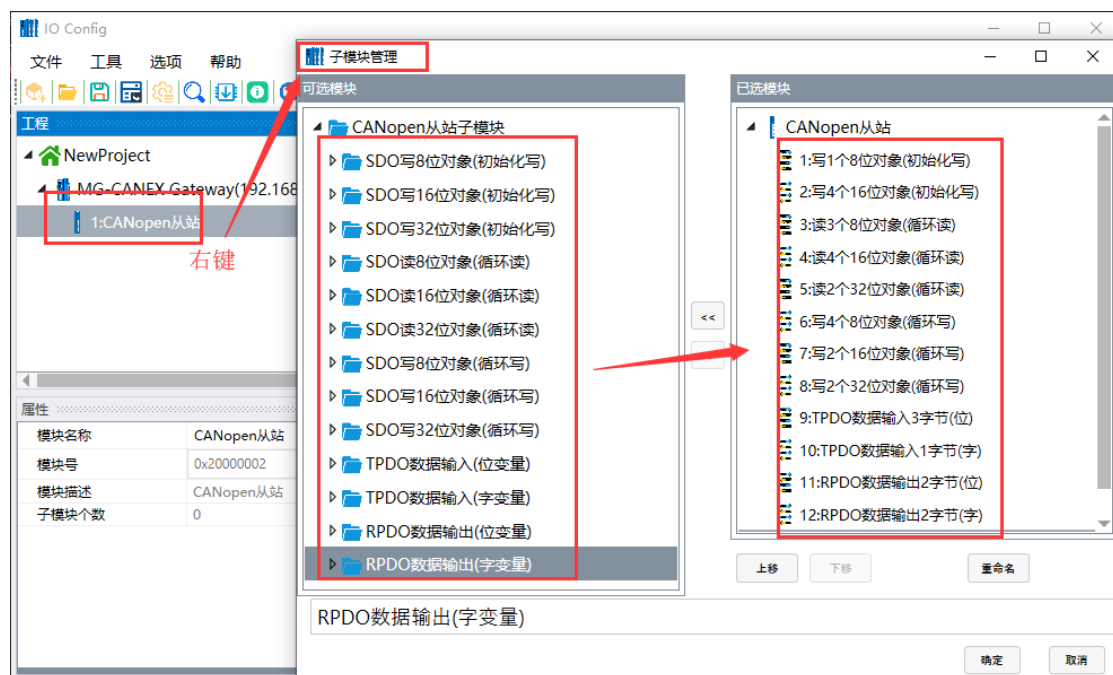 IO Config
文件 工具 选项 帮助
工程
NewProject
MG-CANEX Gateway(192.168
1:CANopen从站
右键
属性
模块名称 CANopen从站
模块号 0x20000002
模块描述 CANopen从站
子模块个数 0
子模块管理
可选模块
CANopen从站子模块
SDO写8位对象(初始化写)
SDO写16位对象(初始化写)
SDO写32位对象(初始化写)
SDO读8位对象(循环读)
SDO读16位对象(循环读)
SDO读32位对象(循环读)
SDO写8位对象(循环写)
SDO写16位对象(循环写)
SDO写32位对象(循环写)
TPDO数据输入(位变量)
TPDO数据输入(字变量)
RPDO数据输出(位变量)
RPDO数据输出(字变量)
<<
已选模块
CANopen从站
1:写1个8位对象(初始化写)
2:写4个16位对象(初始化写)
3:读3个8位对象(循环读)
4:读4个16位对象(循环读)
5:读2个32位对象(循环读)
6:写4个8位对象(循环写)
7:写2个16位对象(循环写)
8:写2个32位对象(循环写)
9:TPDO数据输入3字节(位)
10:TPDO数据输入1字节(字)
11:RPDO数据输出2字节(位)
12:RPDO数据输出2字节(字)
上移 下移 重命名
RPDO数据输出(字变量)
确定 取消